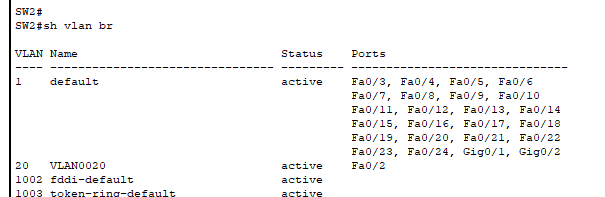 SW2#
SW2#sh vlan br
VLAN Name Status Ports
---- -------------------------------- --------- -------------------------------
1 default active Fa0/3, Fa0/4, Fa0/5, Fa0/6
Fa0/7, Fa0/8, Fa0/9, Fa0/10
Fa0/11, Fa0/12, Fa0/13, Fa0/14
Fa0/15, Fa0/16, Fa0/17, Fa0/18
Fa0/19, Fa0/20, Fa0/21, Fa0/22
Fa0/23, Fa0/24, Gig0/1, Gig0/2
20 VLAN0020 active Fa0/2
1002 fddi-default active
1003 token-ring-default active